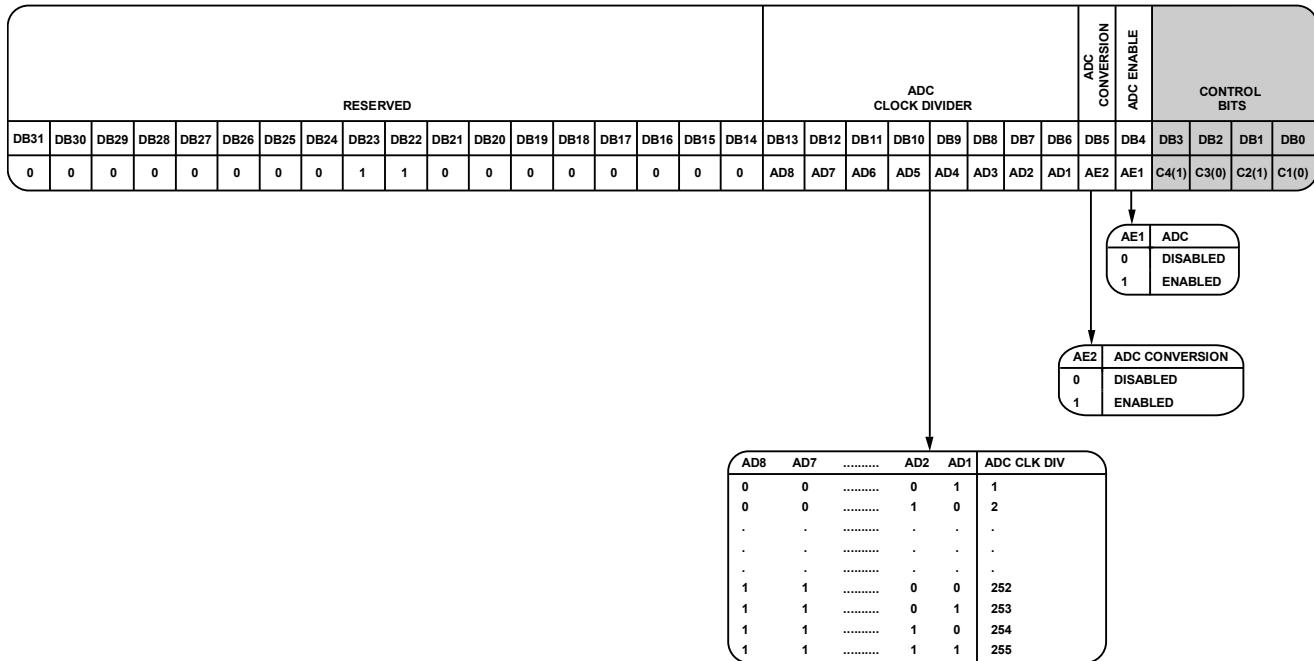 RESERVED
ADC
CLOCK DIVIDER
ADC
CONVERSION
ADC ENABLE
CONTROL
BITS
DB31 DB30 DB29 DB28 DB27 DB26 DB25 DB24 DB23 DB22 DB21 DB20 DB19 DB18 DB17 DB16 DB15 DB14 DB13 DB12 DB11 DB10 DB9 DB8 DB7 DB6 DB5 DB4 DB3 DB2 DB1 DB0
0 0 0 0 0 0 0 0 1 1 0 0 0 0 0 0 0 0 AD8 AD7 AD6 AD5 AD4 AD3 AD2 AD1 AE2 AE1 C4(1) C3(0) C2(1) C1(0)
AE1 ADC
0 DISABLED
1 ENABLED
AE2 ADC CONVERSION
0 DISABLED
1 ENABLED
AD8 AD7 .......... AD2 AD1 ADC CLK DIV
0 0 .......... 0 1 1
0 0 .......... 1 0 2
. . .......... . . .
. . .......... . . .
. . .......... . . .
1 1 .......... 0 0 252
1 1 .......... 0 1 253
1 1 .......... 1 0 254
1 1 .......... 1 1 255